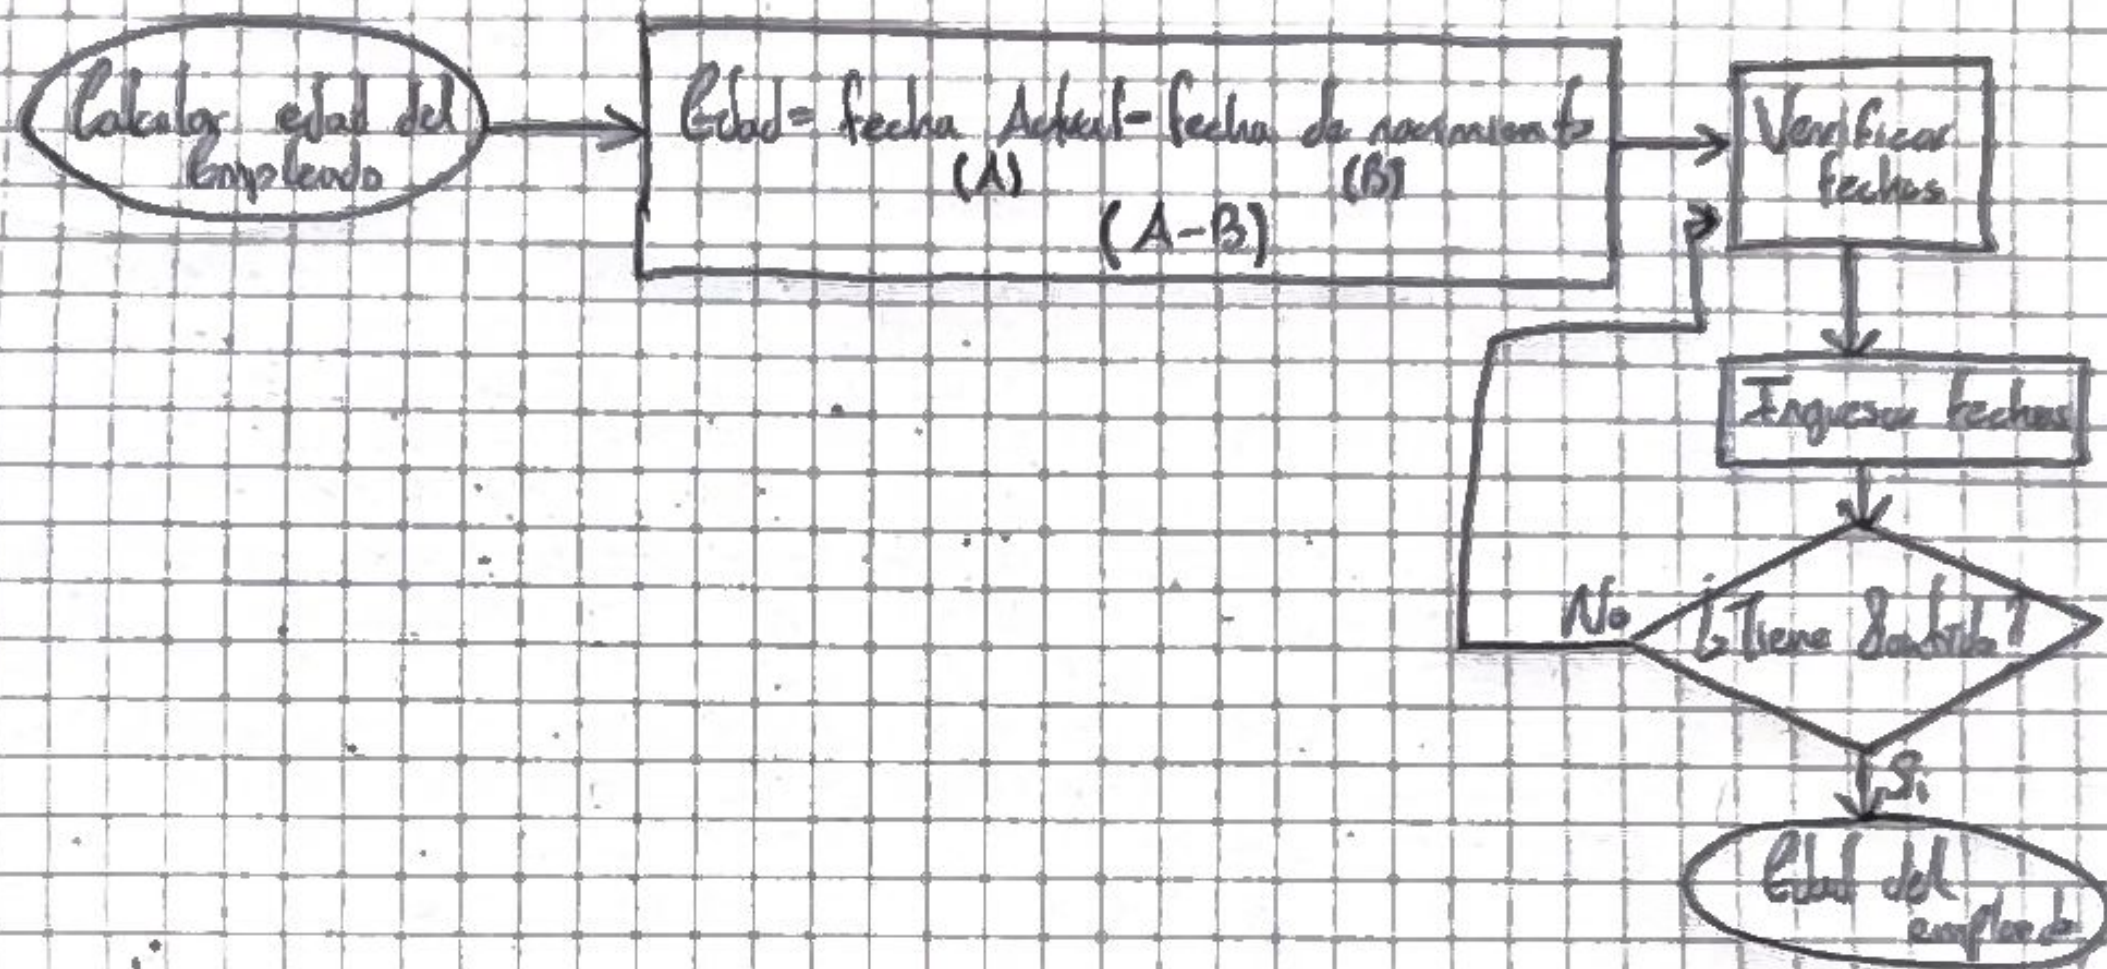 Calcular edad del
Empleado
Edad = fecha Actual - fecha de nacimiento
(A) (B)
(A-B)
Verificar
fechas
Ingresar fechas
¿Tiene Sentido?
No
Si
Edad del
empleado